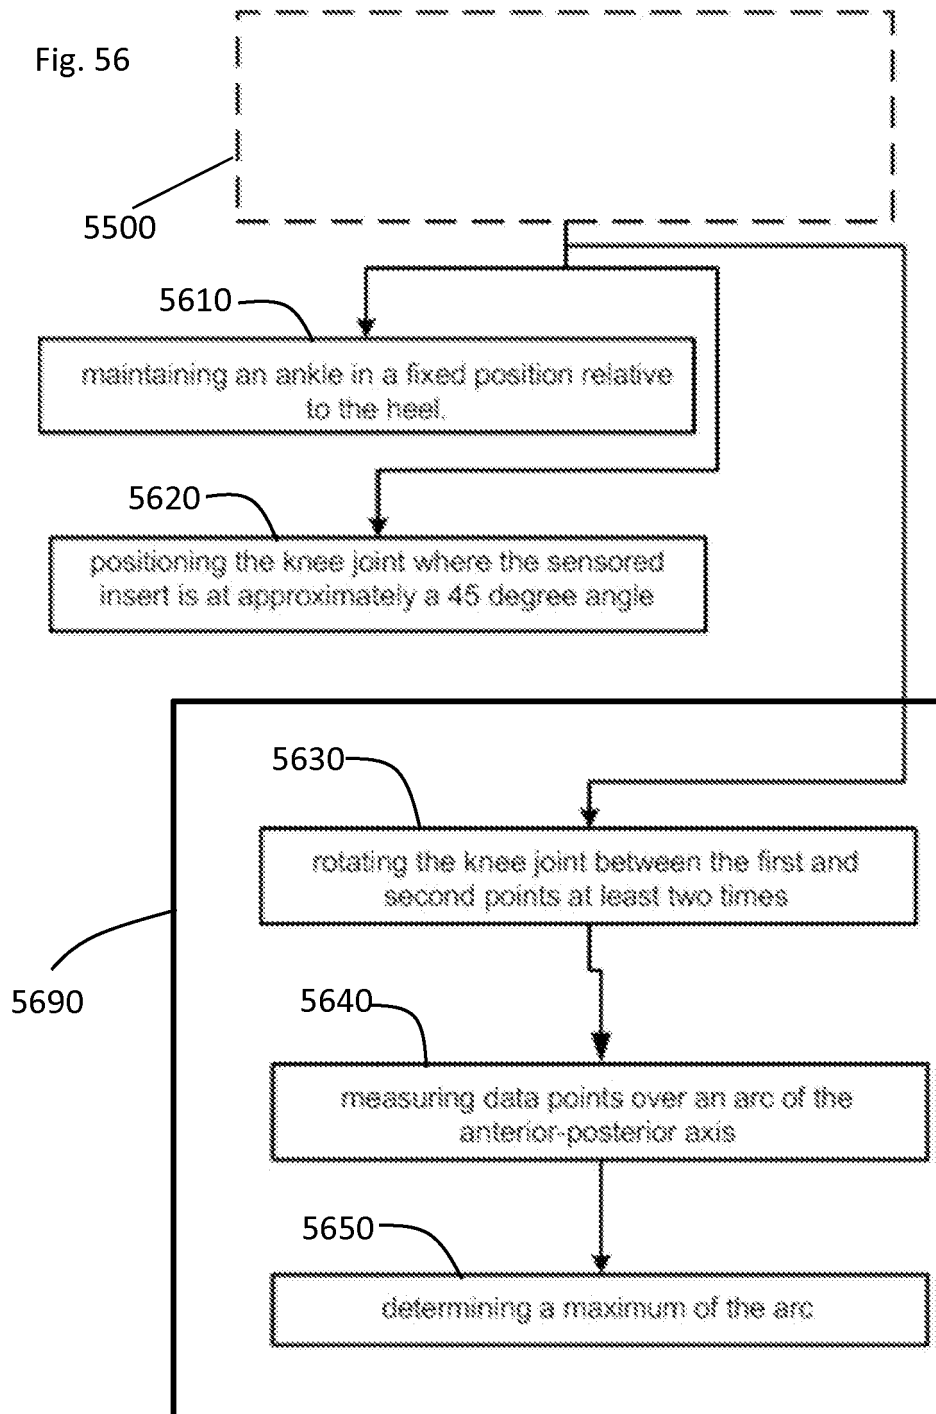 Fig. 56
5500
5610
maintaining an ankle in a fixed position relative
to the heel.
5620
positioning the knee joint where the sensored
insert is at approximately a 45 degree angle
5630
rotating the knee joint between the first and
second points at least two times
5690
5640
measuring data points over an arc of the
anterior-posterior axis
5650
determining a maximum of the arc